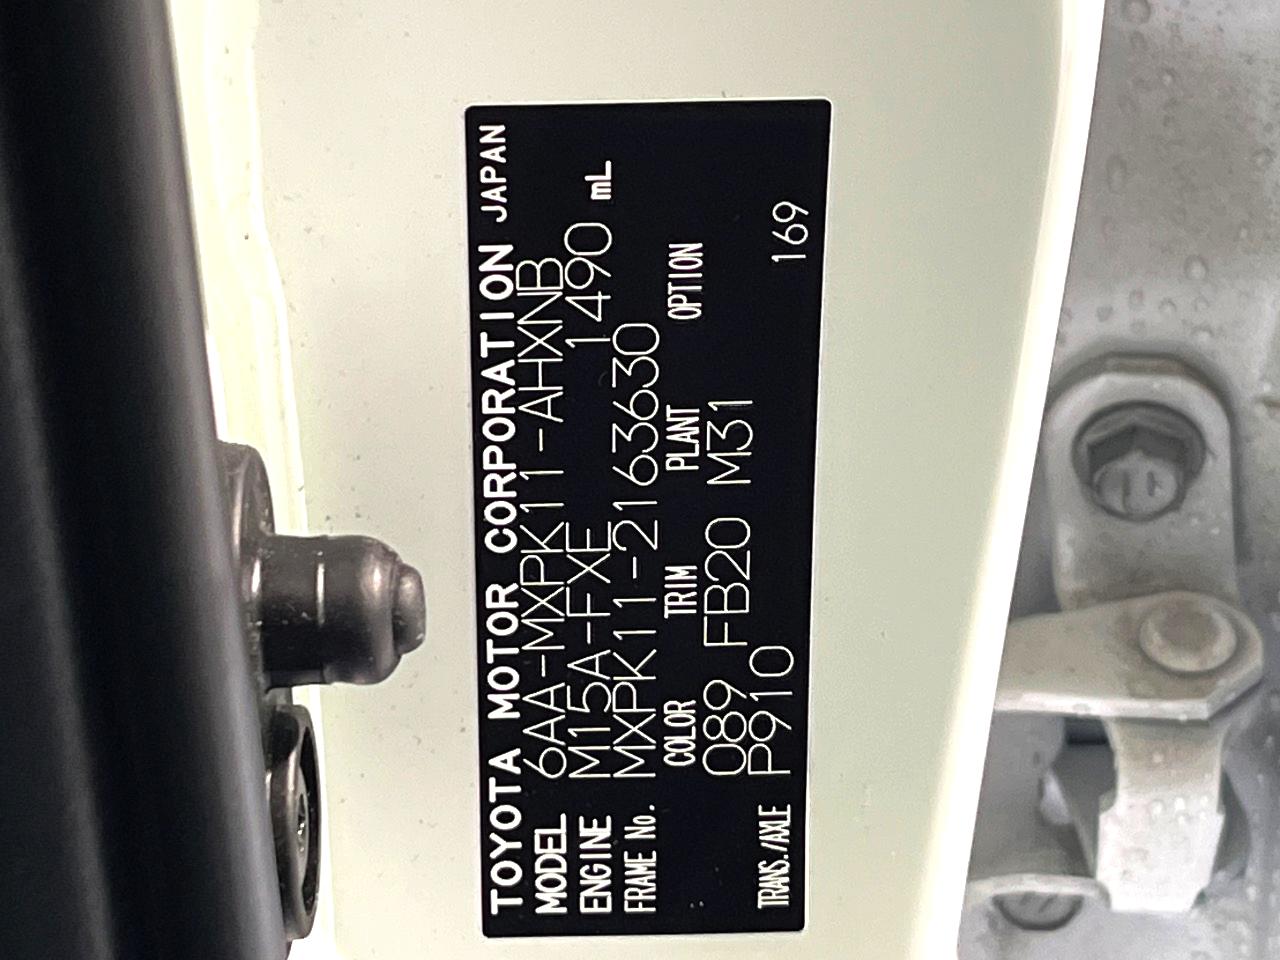 TOYOTA MOTOR CORPORATION JAPAN
MODEL 6AA-MXPK11-AHXNB
ENGINE M15A-FXE 1490 mL
FRAME No. MXPK11-2163630
COLOR TRIM PLANT OPTION
089 FB20 M31
TRANS./AXLE P910 169